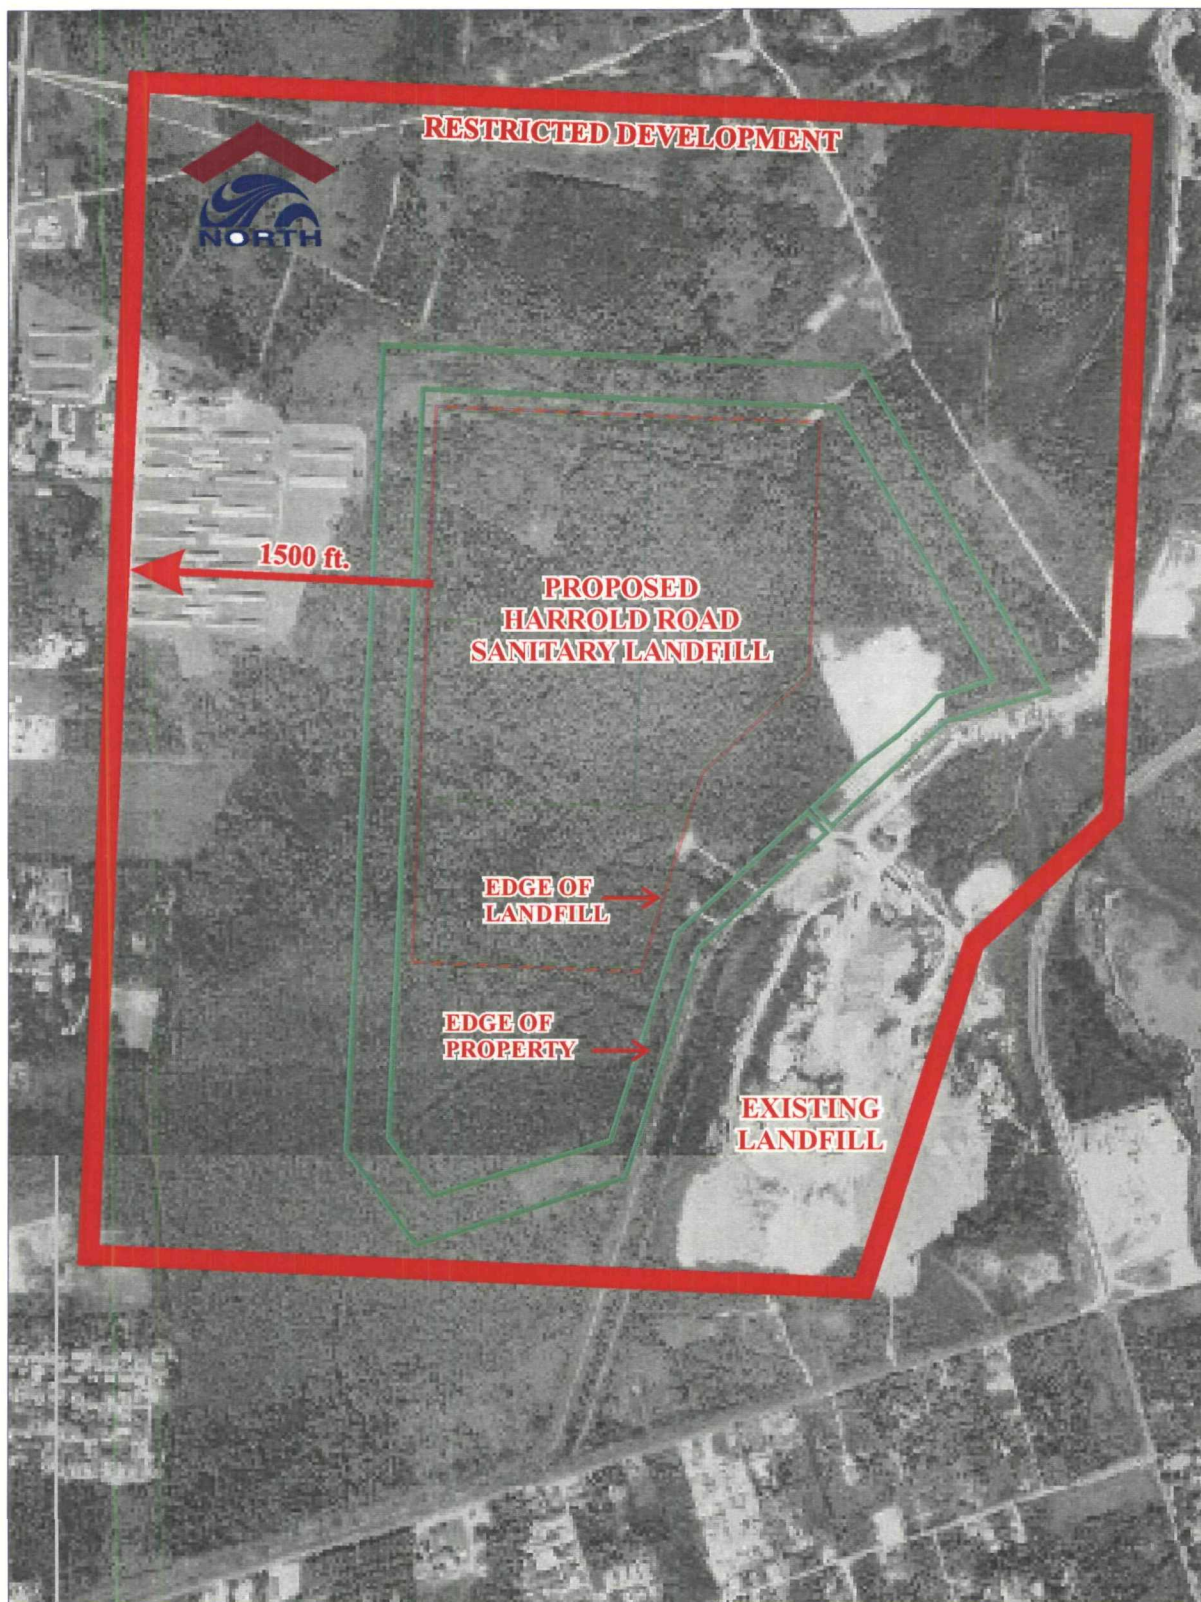 RESTRICTED DEVELOPMENT
NORTH
1500 ft.
PROPOSED
HARROLD ROAD
SANITARY LANDFILL
EDGE OF
LANDFILL
EDGE OF
PROPERTY
EXISTING
LANDFILL